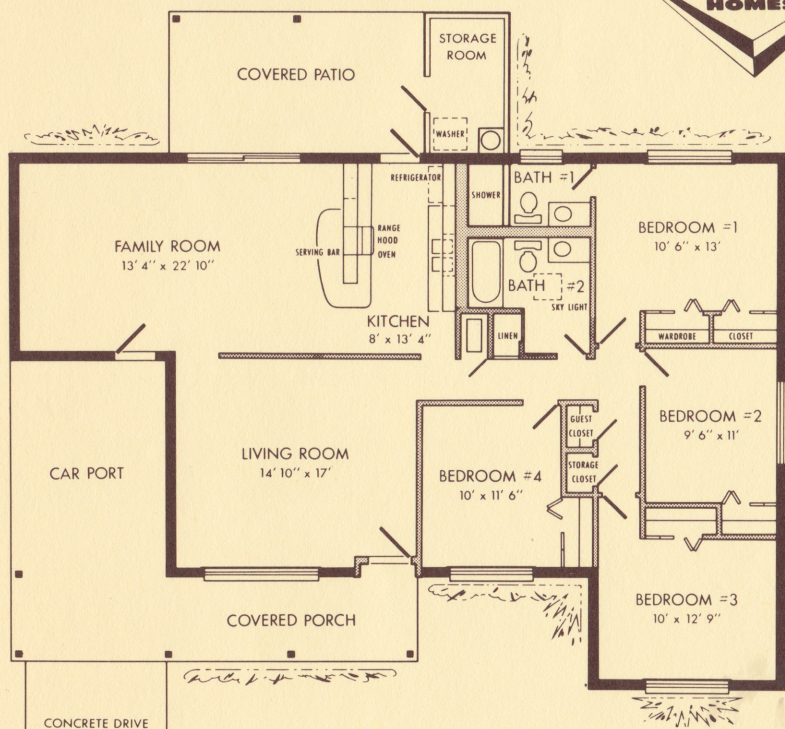 HOMES
STORAGE
ROOM
COVERED PATIO
WASHER
REFRIGERATOR
SHOWER
BATH #1
BEDROOM #1
10' 6" x 13'
FAMILY ROOM
13' 4" x 22' 10"
SERVING BAR
RANGE
HOOD
OVEN
BATH #2
SKY LIGHT
KITCHEN
8' x 13' 4"
LINEN
WARDROBE
CLOSET
BEDROOM #2
9' 6" x 11'
GUEST
CLOSET
LIVING ROOM
14' 10" x 17'
STORAGE
CLOSET
CAR PORT
BEDROOM #4
10' x 11' 6"
BEDROOM #3
10' x 12' 9"
COVERED PORCH
CONCRETE DRIVE